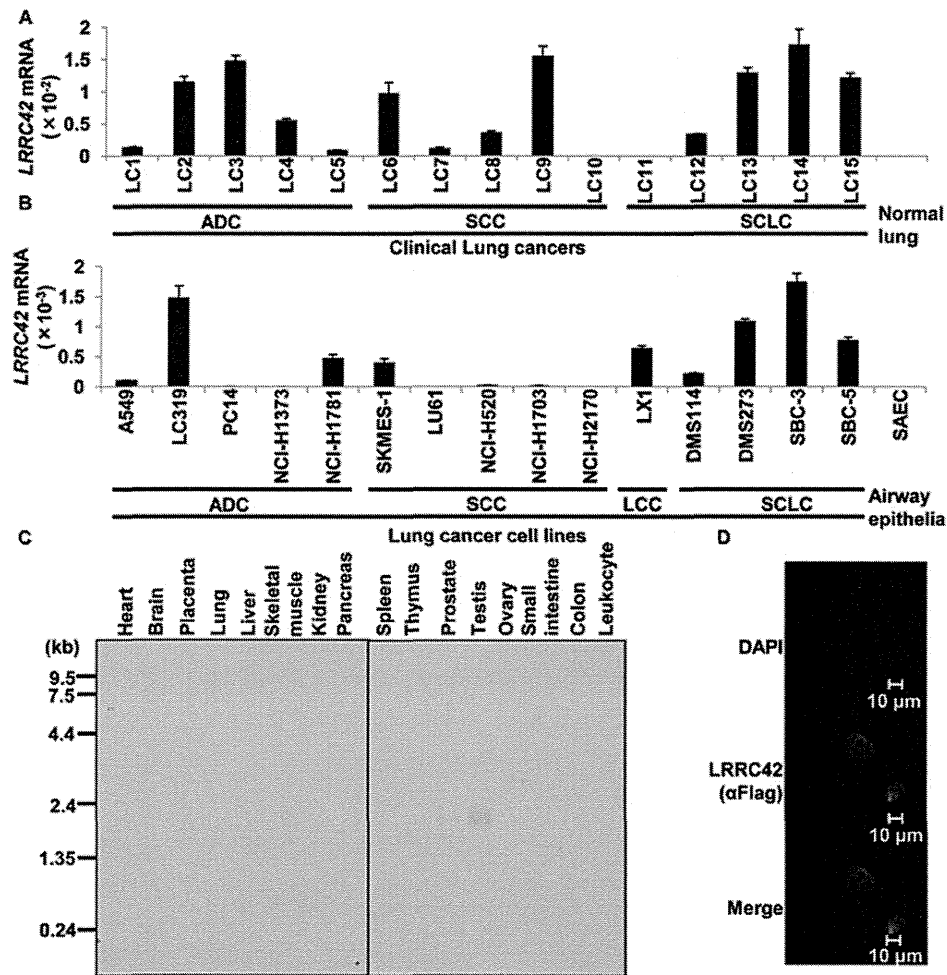 A
LRRC42 mRNA
(×10⁻²)
2
1.5
1
0.5
0
LC1 LC2 LC3 LC4 LC5 LC6 LC7 LC8 LC9 LC10 LC11 LC12 LC13 LC14 LC15
ADC SCC SCLC Normal
lung
Clinical Lung cancers
B
LRRC42 mRNA
(×10⁻³)
2
1.5
1
0.5
0
A549 LC319 PC14 NCI-H1373 NCI-H1781 SKMES-1 LU61 NCI-H520 NCI-H1703 NCI-H2170 LX1 DMS114 DMS273 SBC-3 SBC-5 SAEC
ADC SCC LCC SCLC Airway
epithelia
Lung cancer cell lines
C
Heart
Brain
Placenta
Lung
Liver
Skeletal
muscle
Kidney
Pancreas
Spleen
Thymus
Prostate
Testis
Ovary
Small
intestine
Colon
Leukocyte
(kb)
9.5
7.5
4.4
2.4
1.35
0.24
D
DAPI
10 μm
LRRC42
(αFlag)
10 μm
Merge
10 μm